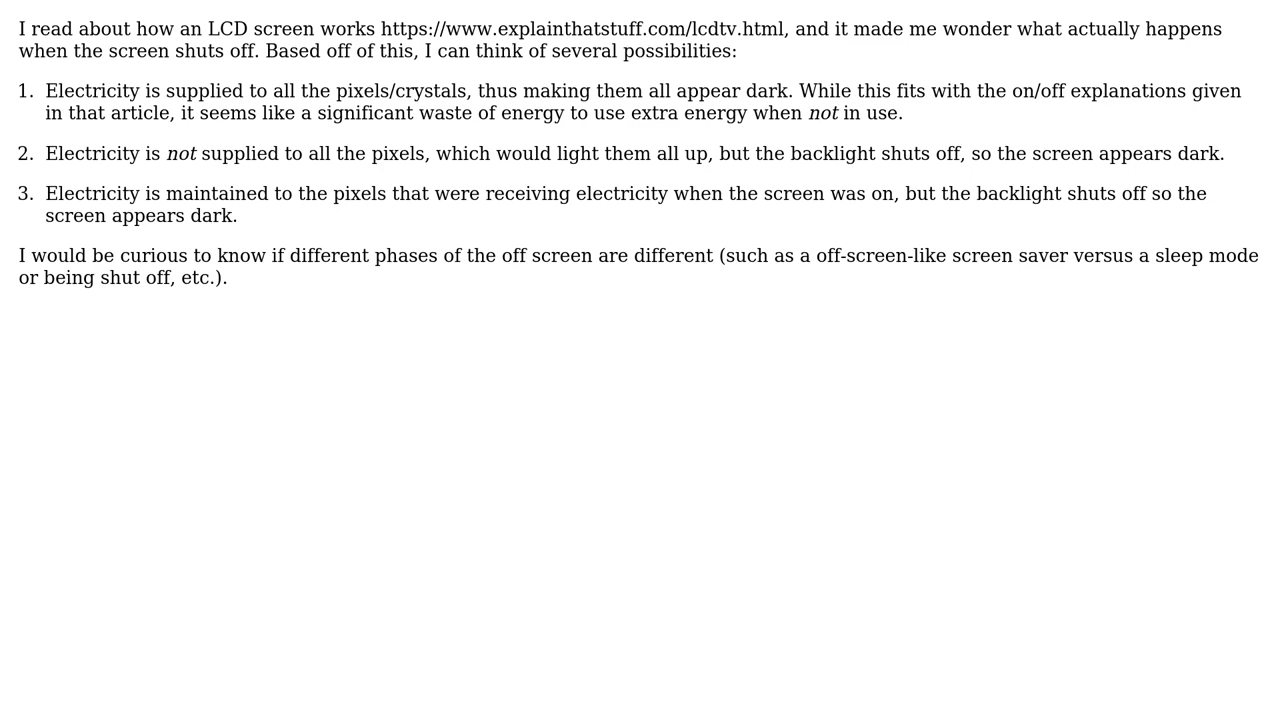 I read about how an LCD screen works https://www.explainthatstuff.com/lcdtv.html, and it made me wonder what actually happens
when the screen shuts off. Based off of this, I can think of several possibilities:
1. Electricity is supplied to all the pixels/crystals, thus making them all appear dark. While this fits with the on/off explanations given
in that article, it seems like a significant waste of energy to use extra energy when not in use.
2. Electricity is not supplied to all the pixels, which would light them all up, but the backlight shuts off, so the screen appears dark.
3. Electricity is maintained to the pixels that were receiving electricity when the screen was on, but the backlight shuts off so the
screen appears dark.
I would be curious to know if different phases of the off screen are different (such as a off-screen-like screen saver versus a sleep mode
or being shut off, etc.).